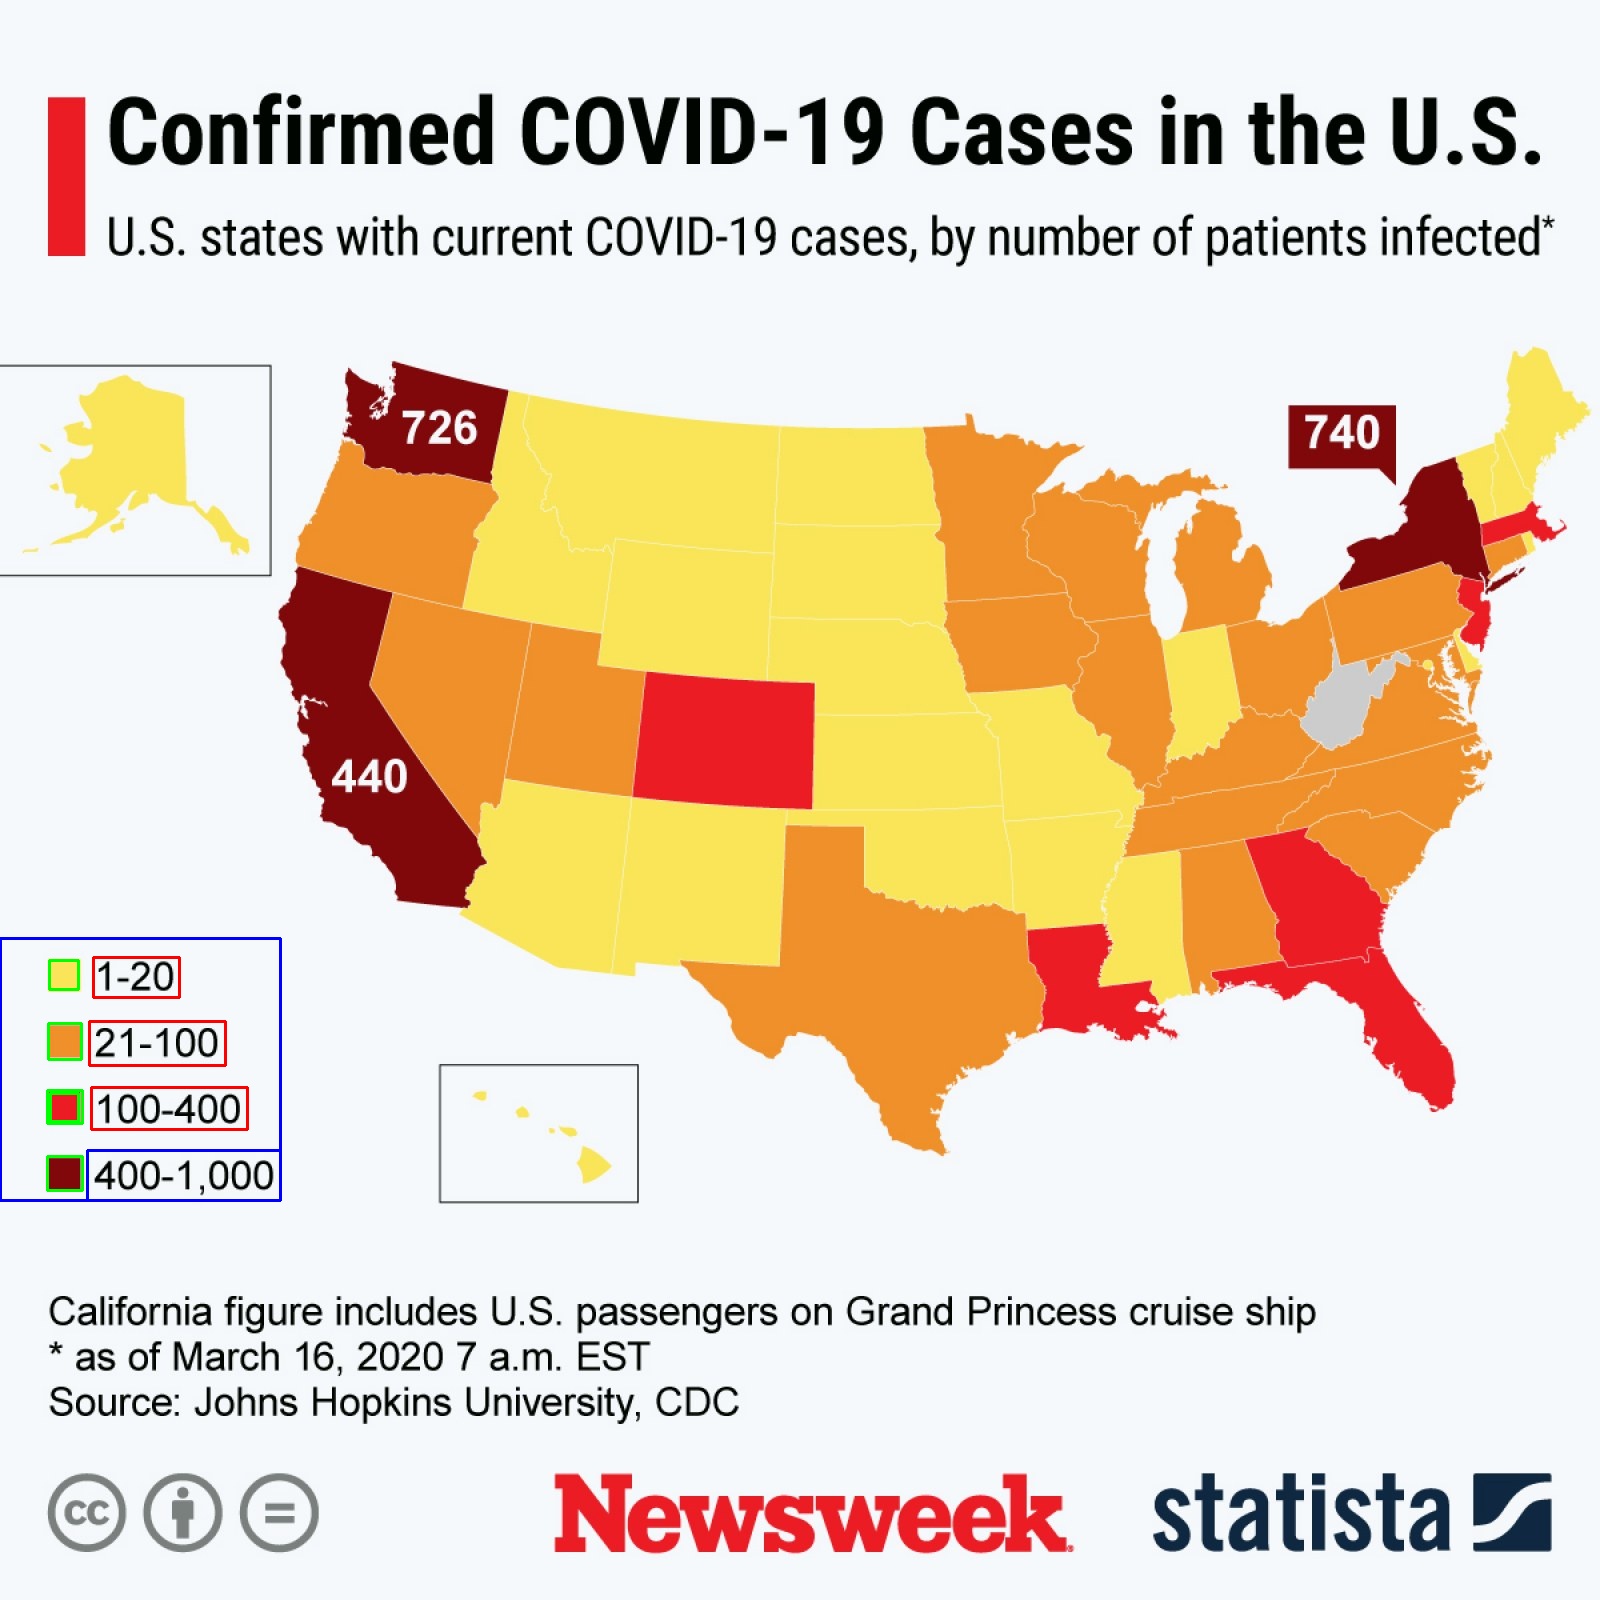 Confirmed COVID-19 Cases in the U.S.
U.S. states with current COVID-19 cases, by number of patients infected*
726
740
440
1-20
21-100
100-400
400-1,000
California figure includes U.S. passengers on Grand Princess cruise ship
* as of March 16, 2020 7 a.m. EST
Source: Johns Hopkins University, CDC
cc
Newsweek
statista